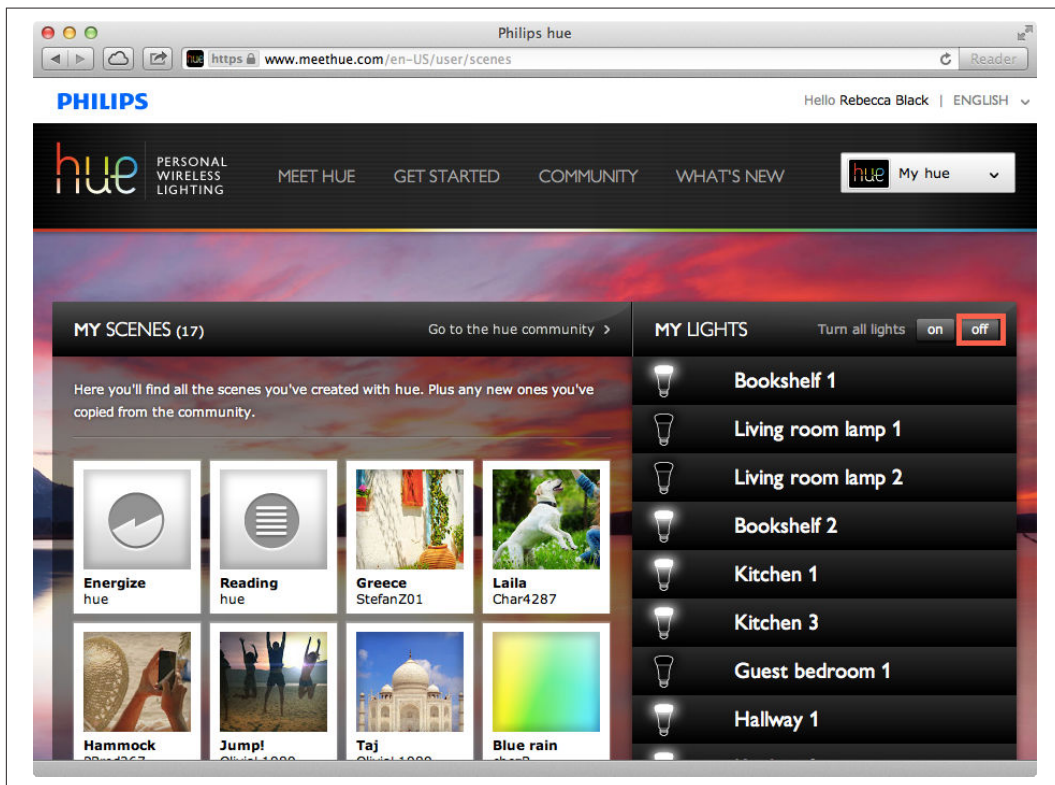 Philips hue
hue https www.meethue.com/en-US/user/scenes
Reader
PHILIPS
Hello Rebecca Black | ENGLISH
hue PERSONAL
WIRELESS
LIGHTING
MEET HUE GET STARTED COMMUNITY WHAT'S NEW
hue My hue
MY SCENES (17)
Go to the hue community >
Here you'll find all the scenes you've created with hue. Plus any new ones you've
copied from the community.
Energize
hue
Reading
hue
Greece
StefanZ01
Laila
Char4287
Hammock
Jump!
Taj
Blue rain
MY LIGHTS
Turn all lights on off
Bookshelf 1
Living room lamp 1
Living room lamp 2
Bookshelf 2
Kitchen 1
Kitchen 3
Guest bedroom 1
Hallway 1